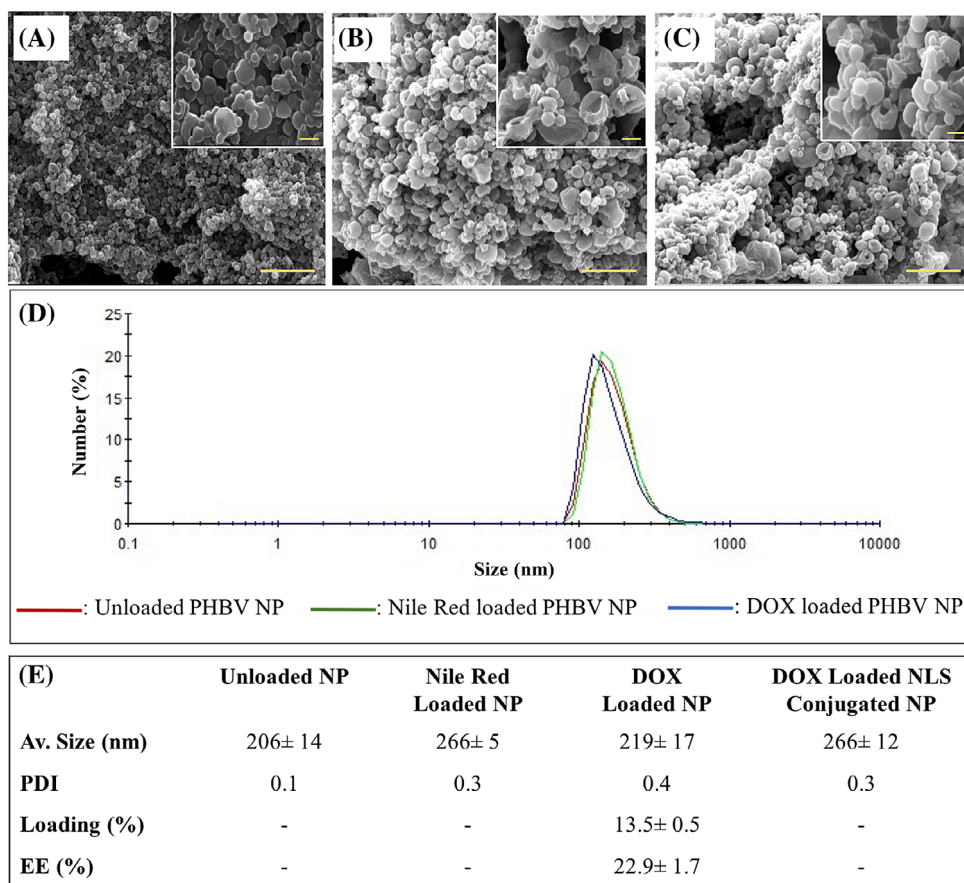 (A)
(B)
(C)
(D)
25
20
15
10
5
0
Number (%)
0.1 1 10 100 1000 10000
Size (nm)
: Unloaded PHBV NP : Nile Red loaded PHBV NP : DOX loaded PHBV NP
(E)
Unloaded NP Nile Red Loaded NP DOX Loaded NP DOX Loaded NLS Conjugated NP
Av. Size (nm) 206± 14 266± 5 219± 17 266± 12
PDI 0.1 0.3 0.4 0.3
Loading (%) - - 13.5± 0.5 -
EE (%) - - 22.9± 1.7 -